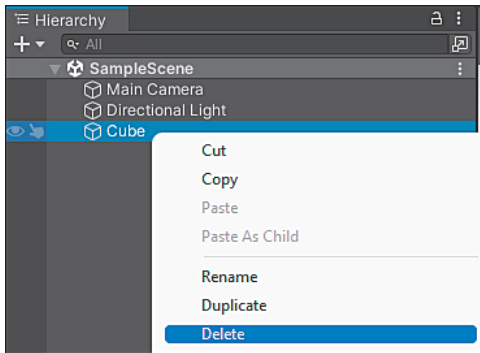 Hierarchy
All
SampleScene
Main Camera
Directional Light
Cube
Cut
Copy
Paste
Paste As Child
Rename
Duplicate
Delete